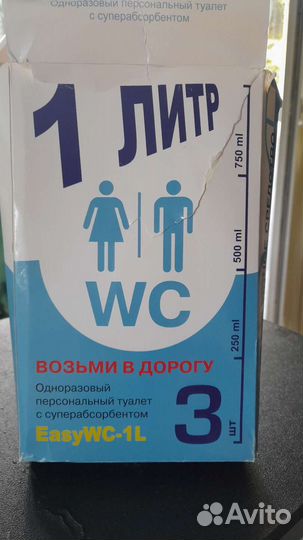 Одноразовый персональный туалет
с суперабсорбентом
1 ЛИТР
750 ml
500 ml
250 ml
WC
ВОЗЬМИ В ДОРОГУ
Одноразовый
персональный туалет
с суперабсорбентом
EasyWC-1L
3 шт
Avito